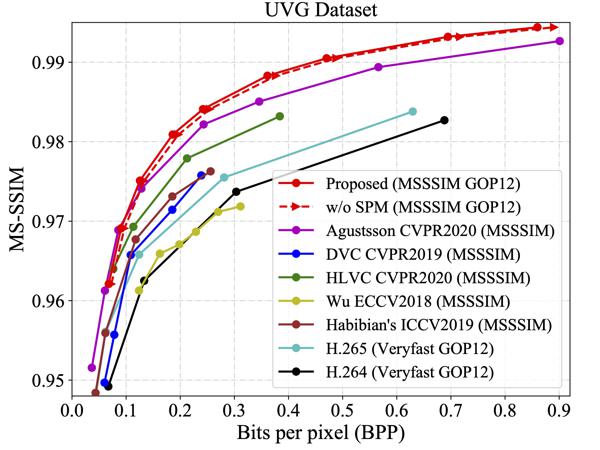 UVG Dataset
MS-SSIM
0.99
0.98
0.97
0.96
0.95
Proposed (MSSSIM GOP12)
w/o SPM (MSSSIM GOP12)
Agustsson CVPR2020 (MSSSIM)
DVC CVPR2019 (MSSSIM)
HLVC CVPR2020 (MSSSIM)
Wu ECCV2018 (MSSSIM)
Habibian's ICCV2019 (MSSSIM)
H.265 (Veryfast GOP12)
H.264 (Veryfast GOP12)
0.0 0.1 0.2 0.3 0.4 0.5 0.6 0.7 0.8 0.9
Bits per pixel (BPP)